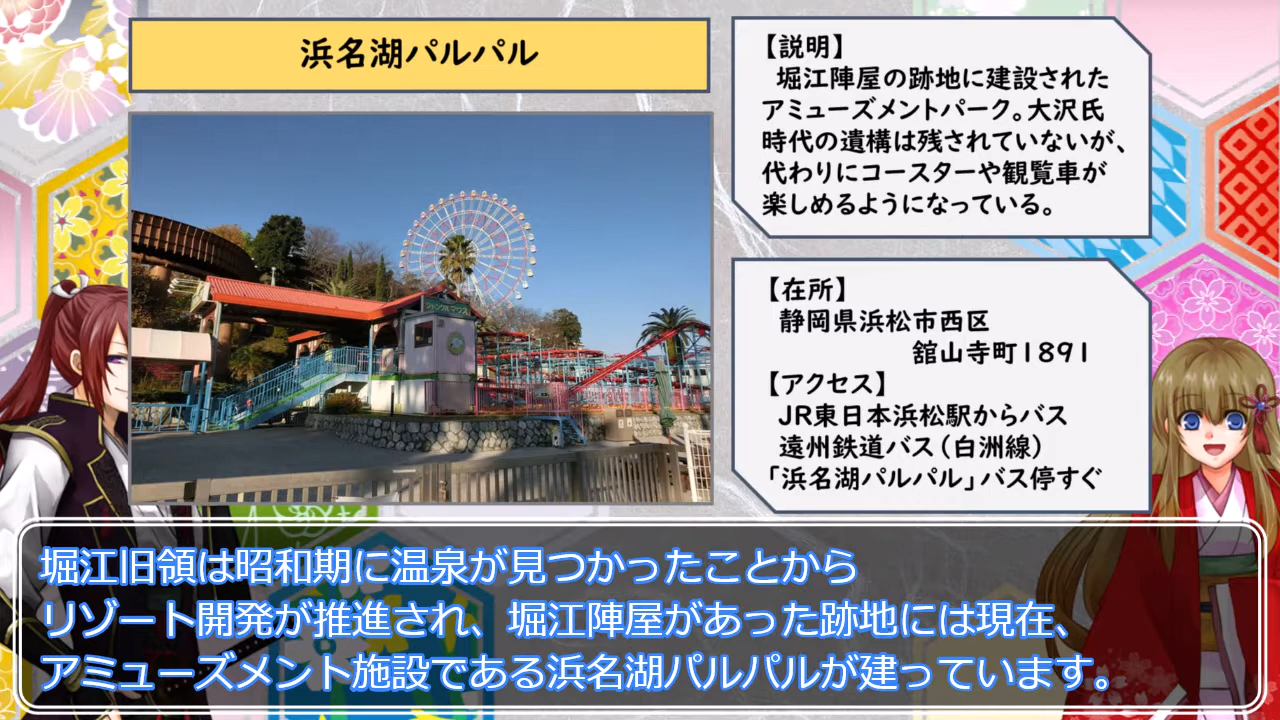 浜名湖パルパル
【説明】
堀江陣屋の跡地に建設された
アミューズメントパーク。大沢氏
時代の遺構は残されていないが、
代わりにコースターや観覧車が
楽しめるようになっている。
【在所】
静岡県浜松市西区
舘山寺町1891
【アクセス】
JR東日本浜松駅からバス
遠州鉄道バス(白洲線)
「浜名湖パルパル」バス停すぐ
堀江旧領は昭和期に温泉が見つかったことから
リゾート開発が推進され、堀江陣屋があった跡地には現在、
アミューズメント施設である浜名湖パルパルが建っています。